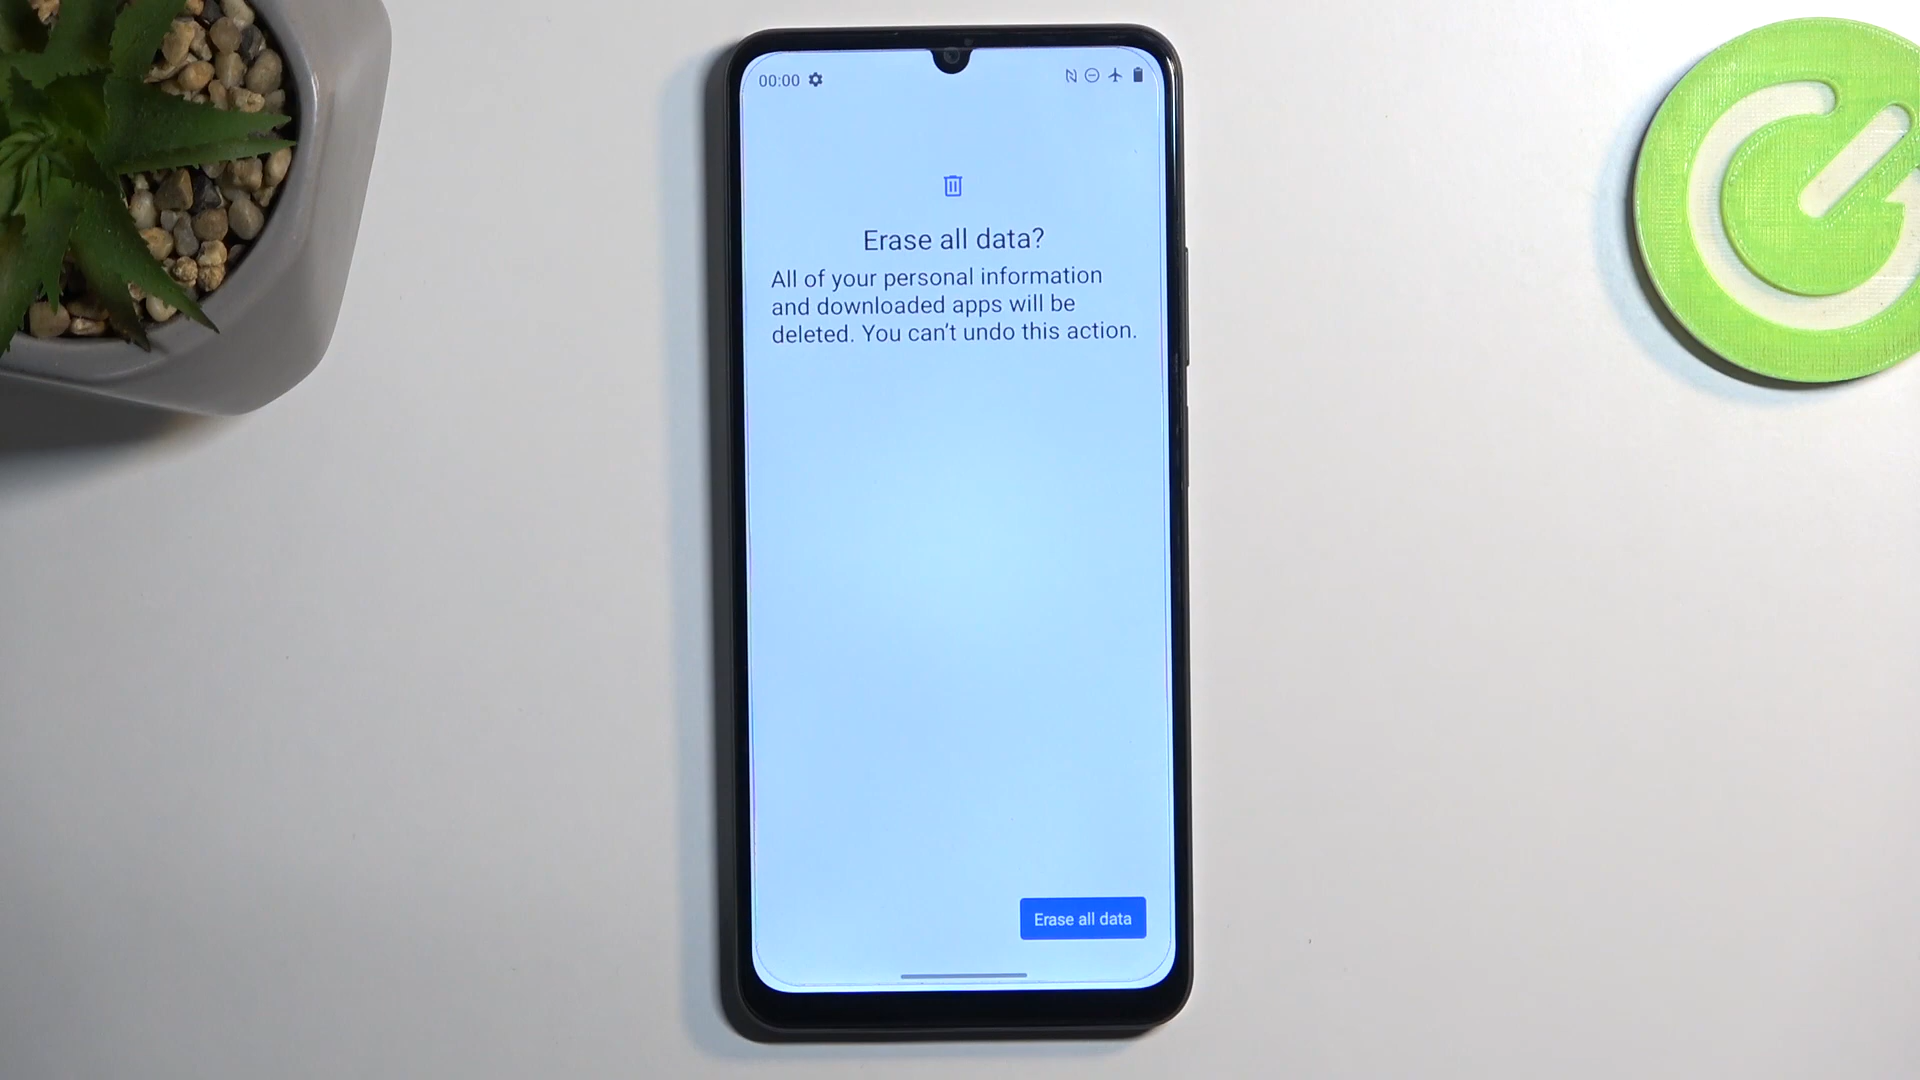 00:00
Erase all data?
All of your personal information
and downloaded apps will be
deleted. You can’t undo this action.
Erase all data